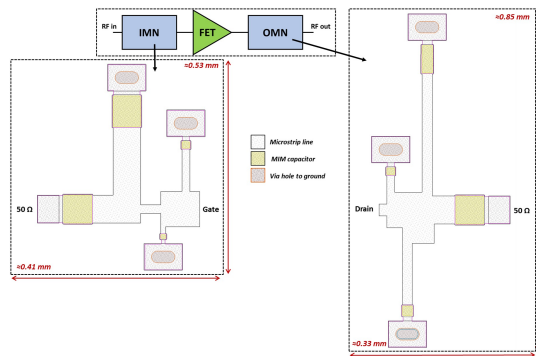 RF in
IMN
FET
OMN
RF out
≈0.53 mm
≈0.85 mm
50 Ω
Gate
Microstrip line
MIM capacitor
Via hole to ground
Drain
50 Ω
≈0.41 mm
≈0.33 mm